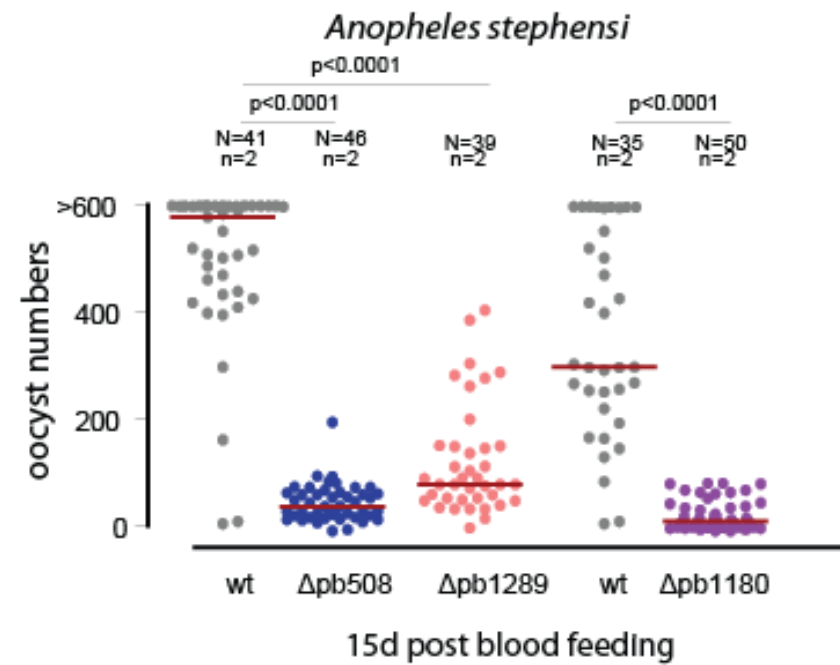 Anopheles stephensi
p<0.0001
p<0.0001 p<0.0001
N=41 N=46 N=39 N=35 N=50
n=2 n=2 n=2 n=2 n=2
oocyst numbers
>600
400
200
0
wt Δpb508 Δpb1289 wt Δpb1180
15d post blood feeding